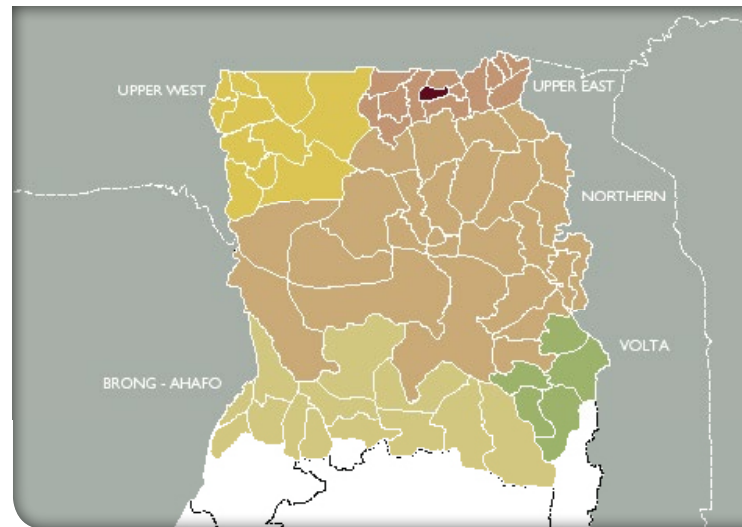 UPPER WEST
UPPER EAST
NORTHERN
VOLTA
BRONG - AHAFO